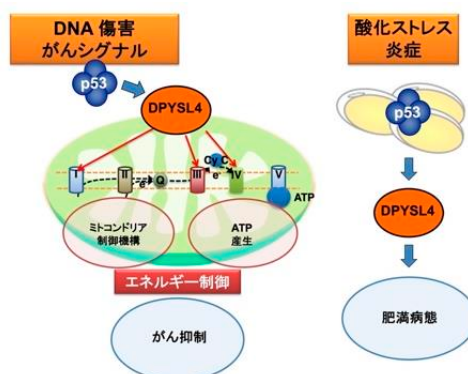 DNA 傷害
がんシグナル
p53
DPYSL4
I
II
e⁻
Q
III
Cy C
e⁻
IV
V
ATP
ミトコンドリア
制御機構
ATP
産生
エネルギー制御
がん抑制
酸化ストレス
炎症
p53
DPYSL4
肥満病態